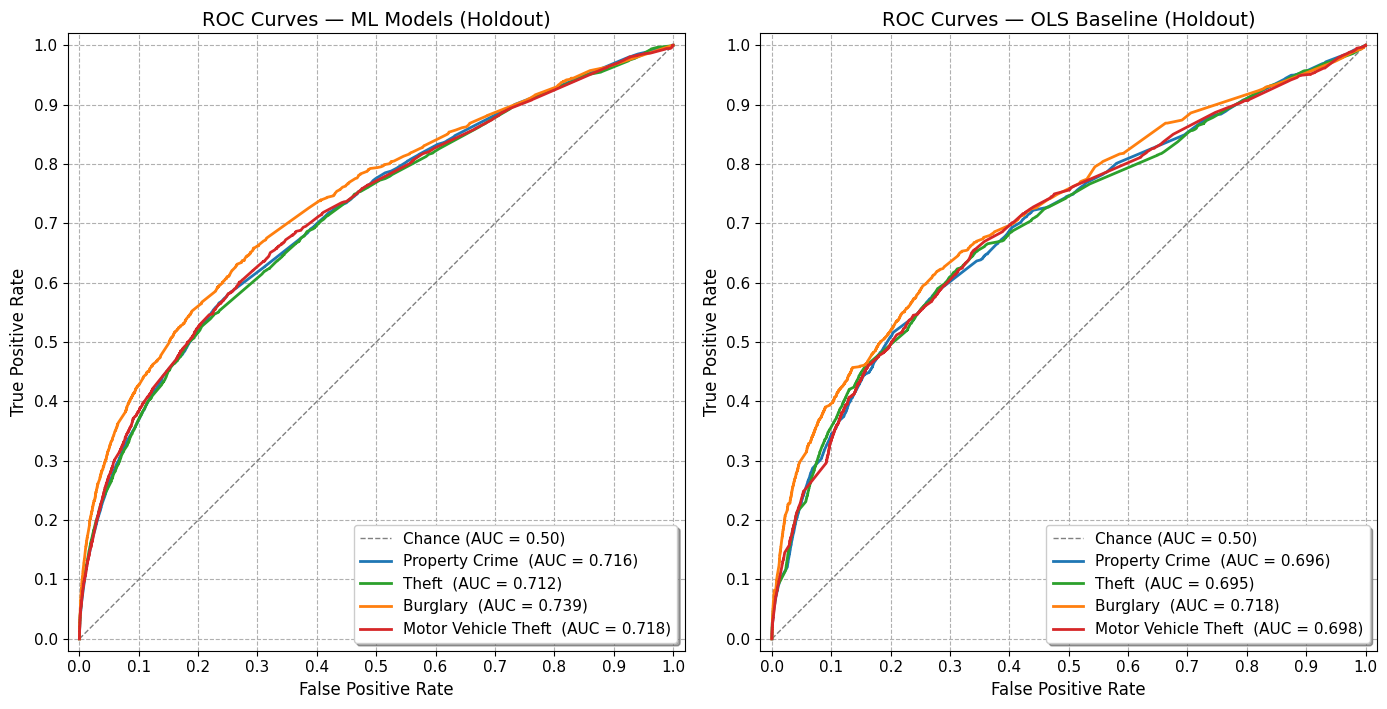 ROC Curves — ML Models (Holdout)
True Positive Rate
1.0
0.9
0.8
0.7
0.6
0.5
0.4
0.3
0.2
0.1
0.0
Chance (AUC = 0.50)
Property Crime (AUC = 0.716)
Theft (AUC = 0.712)
Burglary (AUC = 0.739)
Motor Vehicle Theft (AUC = 0.718)
0.0 0.1 0.2 0.3 0.4 0.5 0.6 0.7 0.8 0.9 1.0
False Positive Rate
ROC Curves — OLS Baseline (Holdout)
True Positive Rate
1.0
0.9
0.8
0.7
0.6
0.5
0.4
0.3
0.2
0.1
0.0
Chance (AUC = 0.50)
Property Crime (AUC = 0.696)
Theft (AUC = 0.695)
Burglary (AUC = 0.718)
Motor Vehicle Theft (AUC = 0.698)
0.0 0.1 0.2 0.3 0.4 0.5 0.6 0.7 0.8 0.9 1.0
False Positive Rate